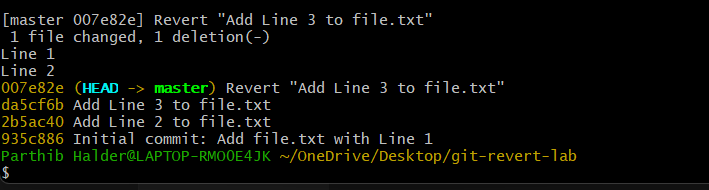 [master 007e82e] Revert "Add Line 3 to file.txt"
 1 file changed, 1 deletion(-)
Line 1
Line 2
007e82e (HEAD -> master) Revert "Add Line 3 to file.txt"
da5cf6b Add Line 3 to file.txt
2b5ac40 Add Line 2 to file.txt
935c886 Initial commit: Add file.txt with Line 1
Parthib Halder@LAPTOP-RMO0E4JK ~/OneDrive/Desktop/git-revert-lab
$